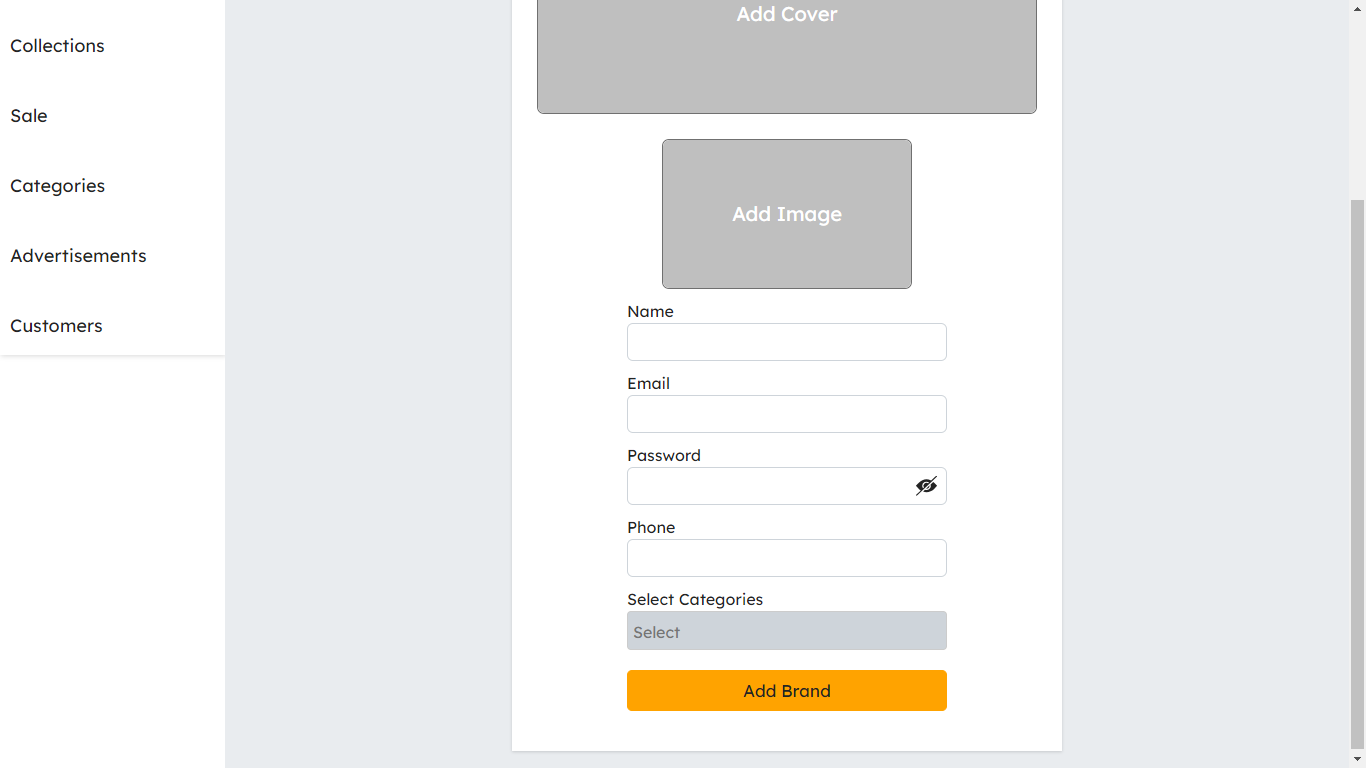 Collections
Sale
Categories
Advertisements
Customers
Add Cover
Add Image
Name
Email
Password
Phone
Select Categories
Select
Add Brand